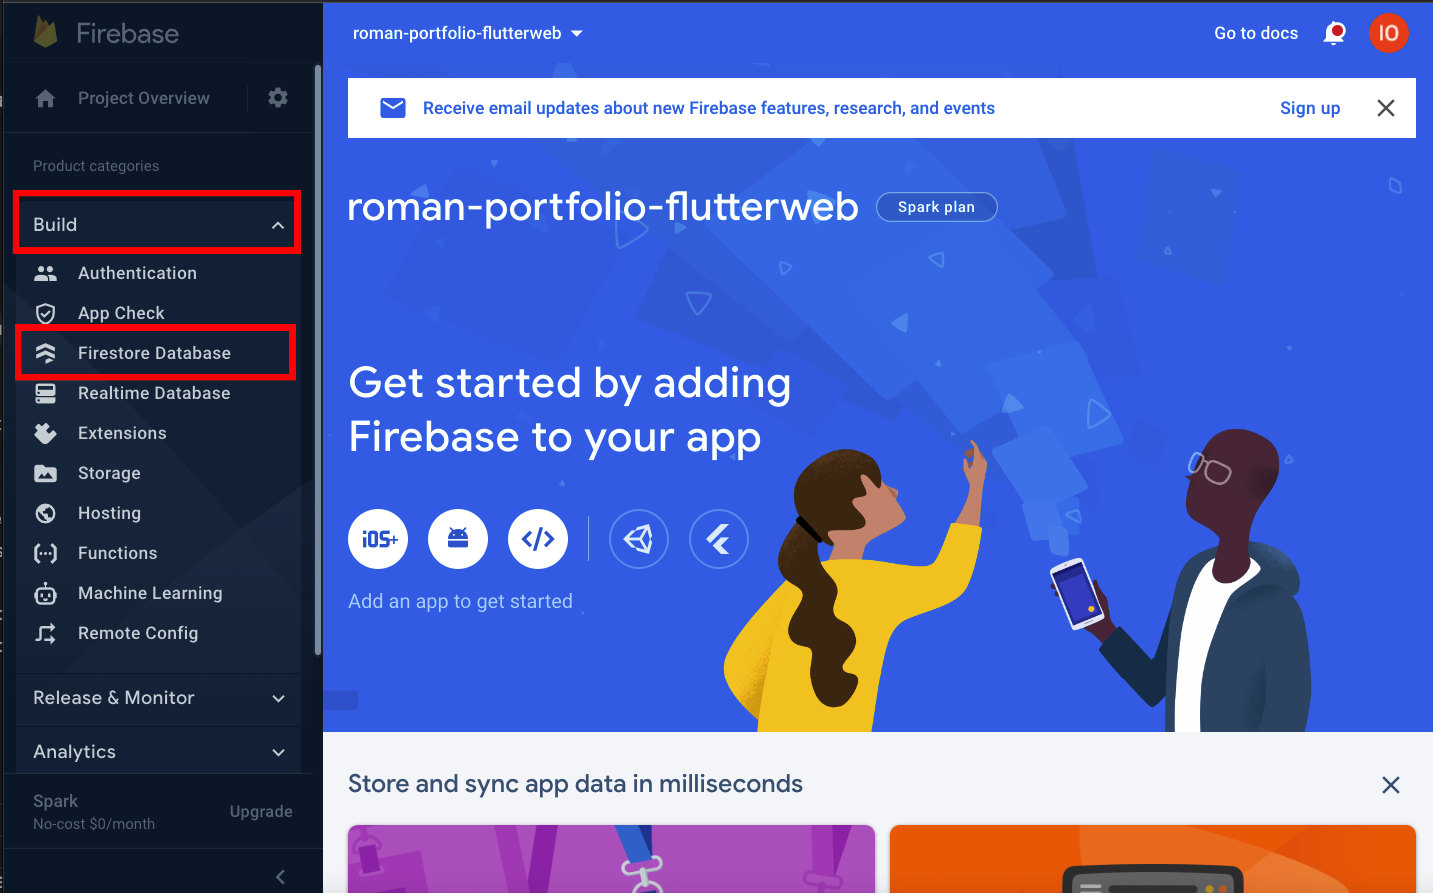 Firebase
Project Overview
Product categories
Build
Authentication
App Check
Firestore Database
Realtime Database
Extensions
Storage
Hosting
Functions
Machine Learning
Remote Config
Release & Monitor
Analytics
Spark
No-cost $0/month
Upgrade
roman-portfolio-flutterweb
Go to docs
IO
Receive email updates about new Firebase features, research, and events
Sign up
roman-portfolio-flutterweb
Spark plan
Get started by adding
Firebase to your app
iOS+
Add an app to get started
Store and sync app data in milliseconds